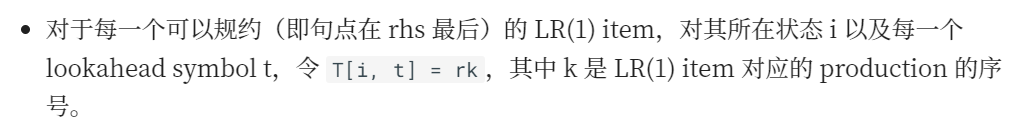 • 对于每一个可以规约（即句点在 rhs 最后）的 LR(1) item，对其所在状态 i 以及每一个
lookahead symbol t，令 T[i, t] = rk，其中 k 是 LR(1) item 对应的 production 的序
号。